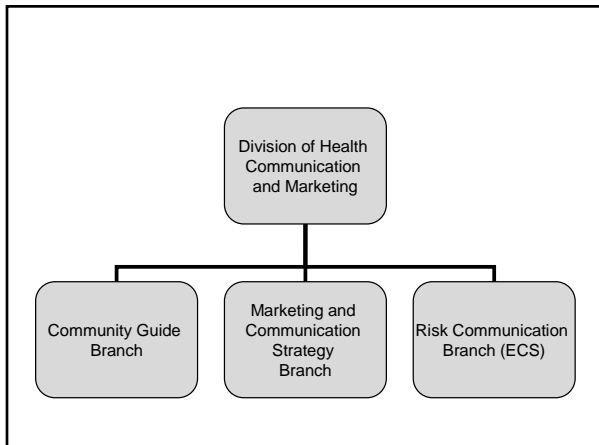 Division of Health
Communication
and Marketing
Community Guide
Branch
Marketing and
Communication
Strategy
Branch
Risk Communication
Branch (ECS)